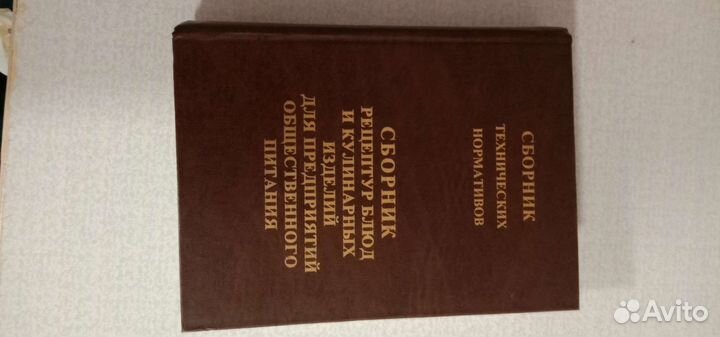 СБОРНИК
ТЕХНИЧЕСКИХ
НОРМАТИВОВ
СБОРНИК
РЕЦЕПТУР БЛЮД
И КУЛИНАРНЫХ
ИЗДЕЛИЙ
ДЛЯ ПРЕДПРИЯТИЙ
ОБЩЕСТВЕННОГО
ПИТАНИЯ
Avito